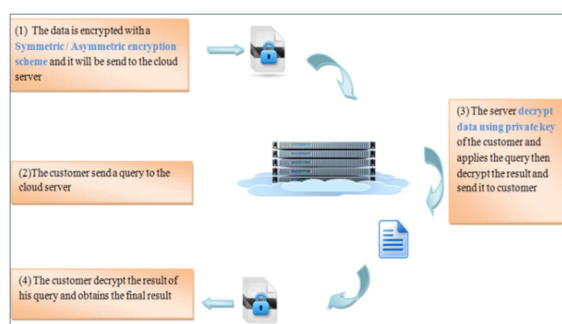 (1) The data is encrypted with a
Symmetric / Asymmetric encryption
scheme and it will be send to the cloud
server
(2)The customer send a query to the
cloud server
(3) The server decrypt
data using private key
of the customer and
applies the query then
decrypt the result and
send it to customer
(4) The customer decrypt the result of
his query and obtains the final result